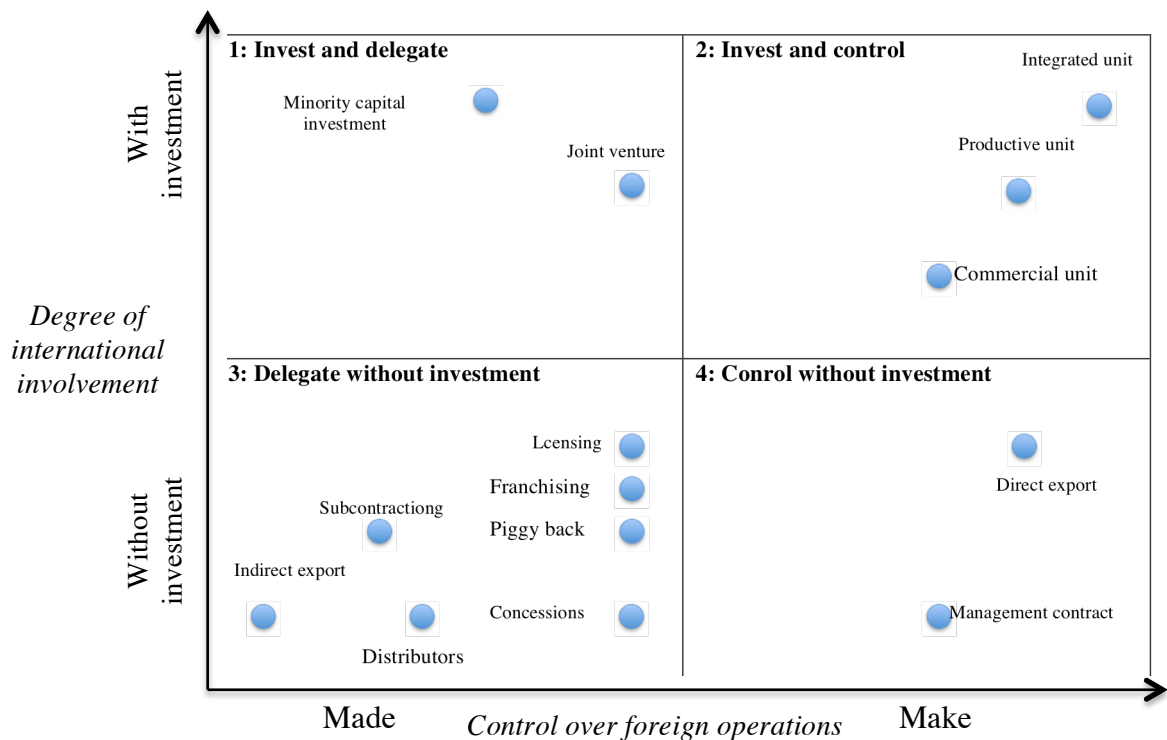 1: Invest and delegate
2: Invest and control
Integrated unit
Minority capital
investment
Joint venture
Productive unit
Commercial unit
With
investment
Degree of
international
involvement
3: Delegate without investment
4: Conrol without investment
Lcensing
Franchising
Direct export
Subcontractiong
Piggy back
Indirect export
Concessions
Management contract
Distributors
Without
investment
Made
Control over foreign operations
Make